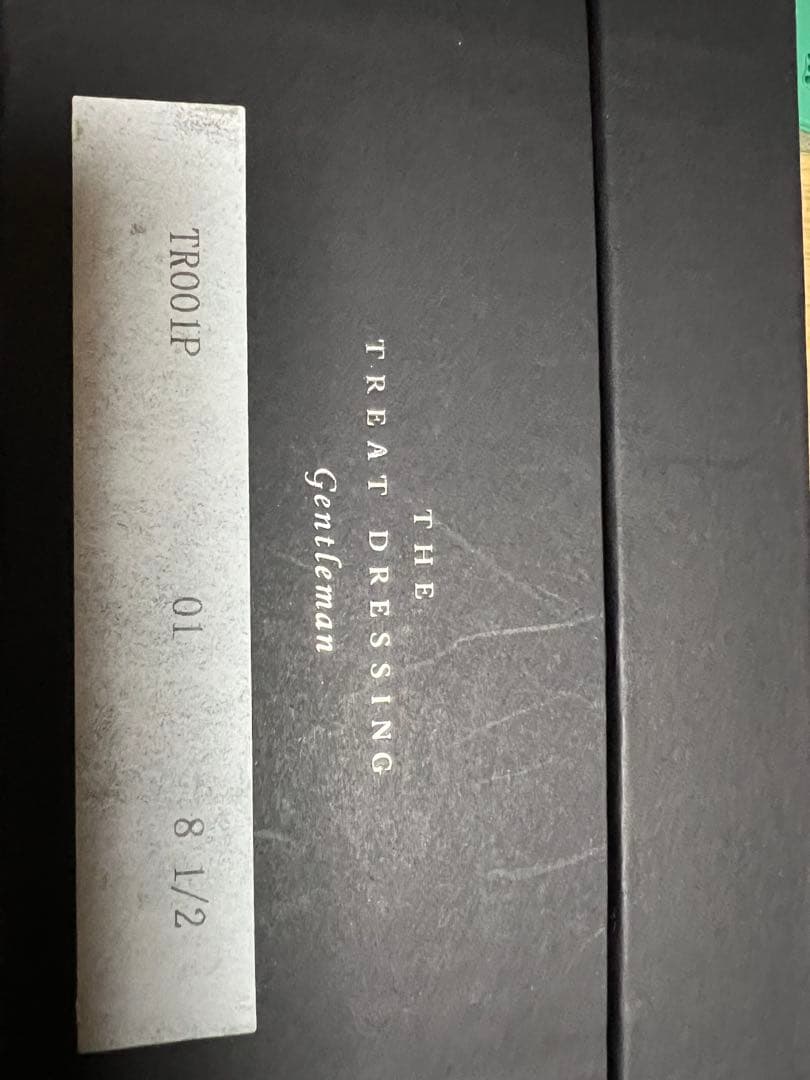 THE
TREAT DRESSING
Gentleman
TR001P 01 8 1/2